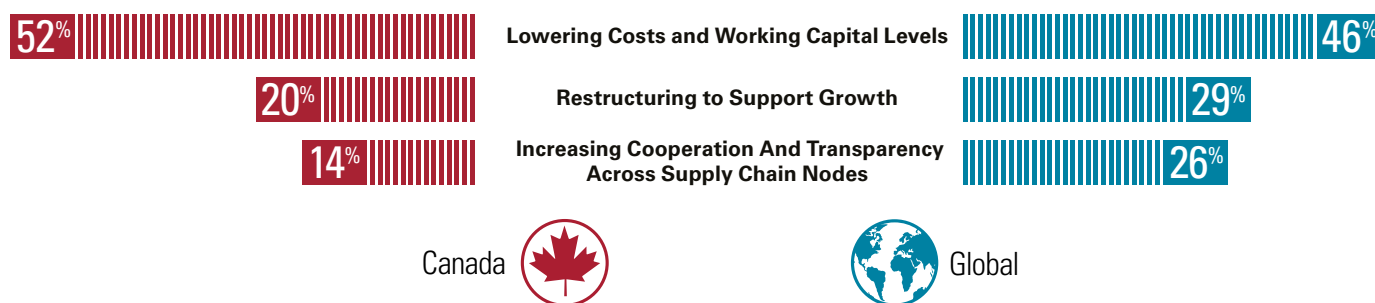 52% Lowering Costs and Working Capital Levels 46%
20% Restructuring to Support Growth 29%
14% Increasing Cooperation And Transparency 26%
Across Supply Chain Nodes
Canada Global